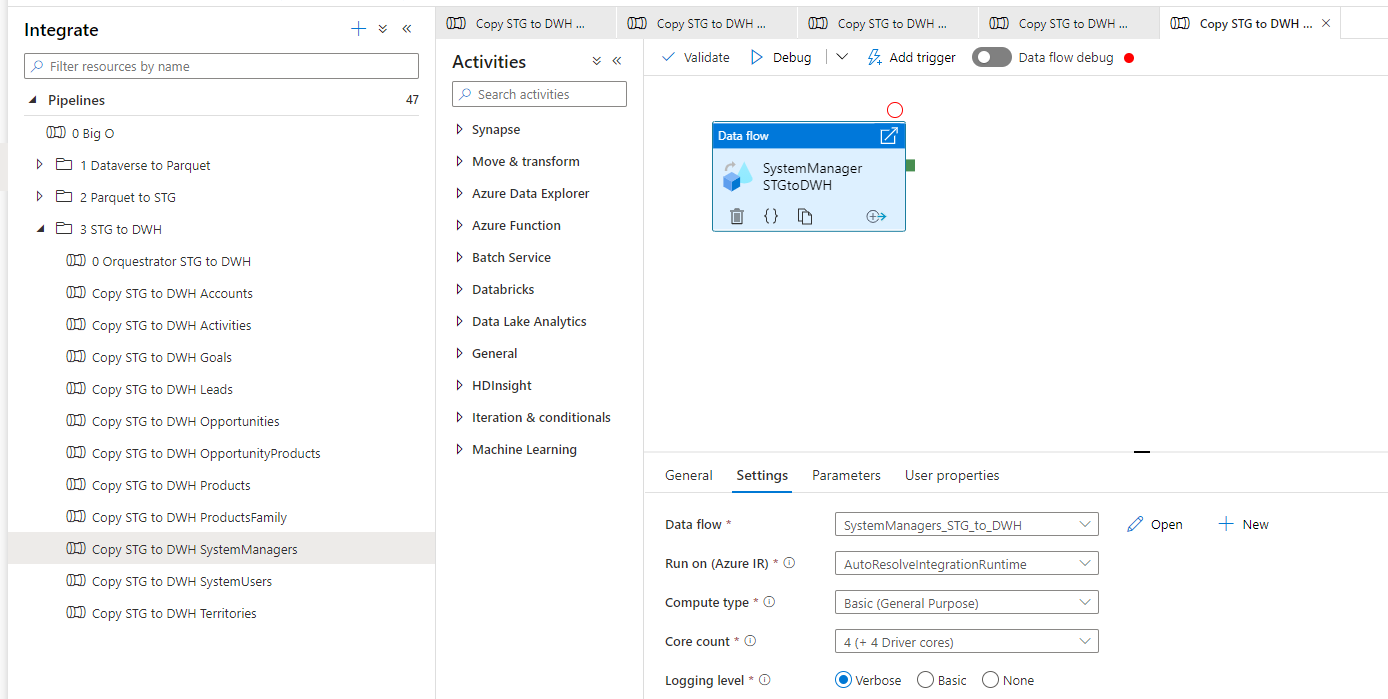 Integrate
Filter resources by name
Pipelines 47
0 Big O
1 Dataverse to Parquet
2 Parquet to STG
3 STG to DWH
0 Orquestrator STG to DWH
Copy STG to DWH Accounts
Copy STG to DWH Activities
Copy STG to DWH Goals
Copy STG to DWH Leads
Copy STG to DWH Opportunities
Copy STG to DWH OpportunityProducts
Copy STG to DWH Products
Copy STG to DWH ProductsFamily
Copy STG to DWH SystemManagers
Copy STG to DWH SystemUsers
Copy STG to DWH Territories
Copy STG to DWH ... Copy STG to DWH ... Copy STG to DWH ... Copy STG to DWH ... Copy STG to DWH ...
Activities
Search activities
Synapse
Move & transform
Azure Data Explorer
Azure Function
Batch Service
Databricks
Data Lake Analytics
General
HDInsight
Iteration & conditionals
Machine Learning
Validate Debug Add trigger Data flow debug
Data flow
SystemManager
STGtoDWH
General Settings Parameters User properties
Data flow * SystemManagers_STG_to_DWH Open New
Run on (Azure IR) * AutoResolveIntegrationRuntime
Compute type * Basic (General Purpose)
Core count * 4 (+ 4 Driver cores)
Logging level * Verbose Basic None